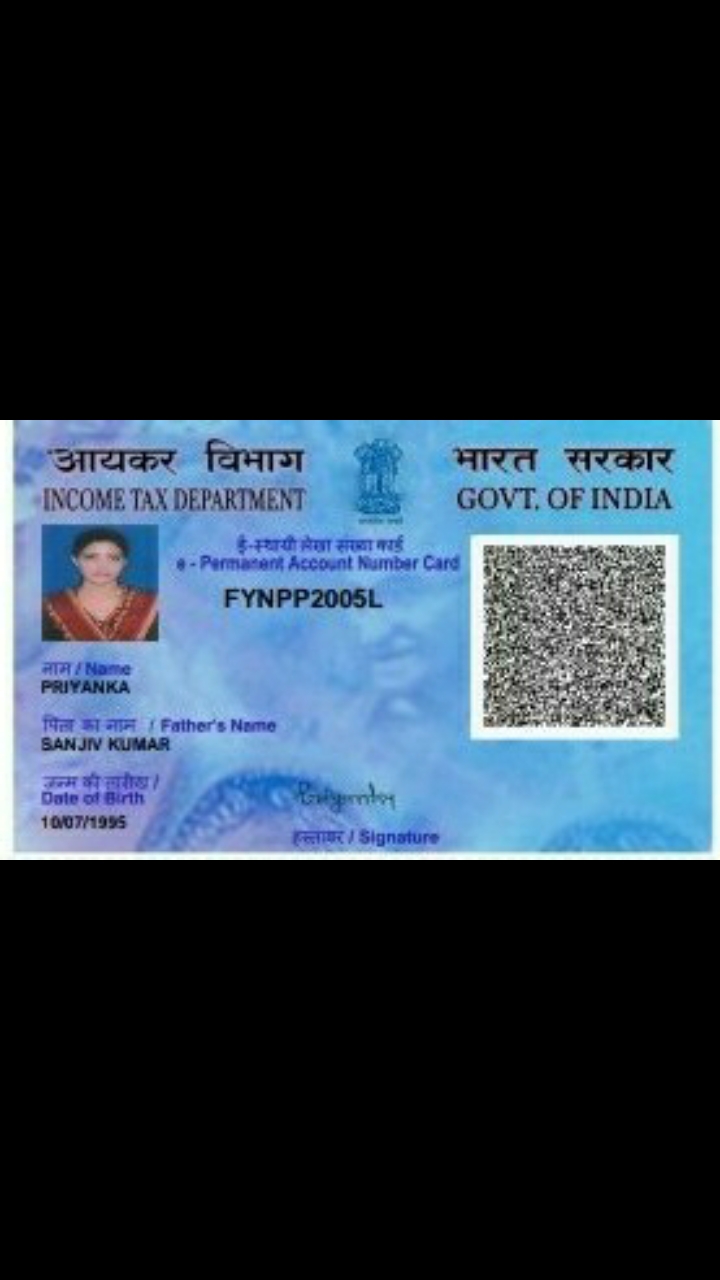 आयकर विभाग
INCOME TAX DEPARTMENT
भारत सरकार
GOVT. OF INDIA
ई-स्थायी लेखा संख्या कार्ड
e - Permanent Account Number Card
FYNPP2005L
नाम / Name
PRIYANKA
पिता का नाम / Father's Name
SANJIV KUMAR
जन्म की तारीख /
Date of Birth
10/07/1995
Priyanka
हस्ताक्षर / Signature